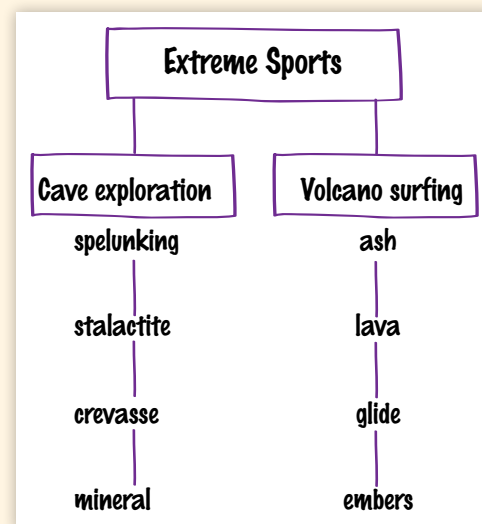 Extreme Sports
Cave exploration
spelunking
stalactite
crevasse
mineral
Volcano surfing
ash
lava
glide
embers